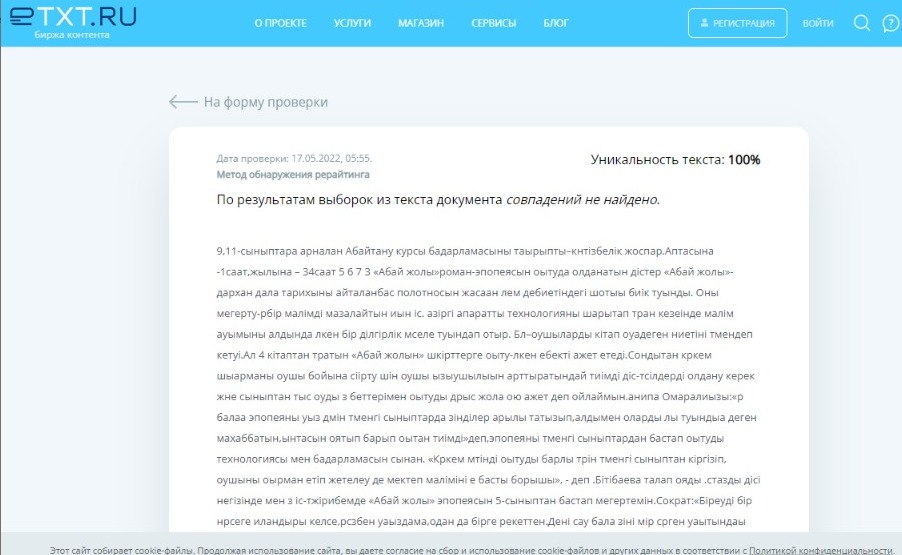 eTXT.RU
биржа контента
О ПРОЕКТЕ УСЛУГИ МАГАЗИН СЕРВИСЫ БЛОГ
РЕГИСТРАЦИЯ ВОЙТИ
На форму проверки
Дата проверки: 17.05.2022, 05:55.
Уникальность текста: 100%
Метод обнаружения рерайтинга
По результатам выборок из текста документа совпадений не найдено.
9,11-сыныптара арналан Абайтану курсы бадарламасыны таырыпты–кнтізбелік жоспар.Аптасына
-1саат,жылына – 34саат 5 6 7 3 «Абай жолы»роман-эпопеясын оытуда олданатын дістер «Абай жолы»-
дархан дала тарихыны айталанбас полотносын жасаан лем дебиетіндегі шотыы биік туынды. Оны
мегерту-рбір малімді мазалайтын иын іс. азіргі апаратты технологияны шарытап тран кезеінде малім
ауымыны алдында лкен бір ділгірлік мселе туындап отыр. Бл–оушыларды кітап оуадеген ниетіні тмендеп
кетуі.Ал 4 кітаптан тратын «Абай жолын» шкірттерге оыту-лкен ебекті ажет етеді.Сондытан кркем
шыарманы оушы бойына сіірту шін оушы ызыушылыын арттыратындай тиімді діс-тсілдерді олдану керек
жне сыныптан тыс оуды з беттерімен оытуды дрыс жола ою ажет деп ойлаймын.анипа Омаралиызы:«р
балаа эпопеяны уыз дмін тменгі сыныптарда зінділер арылы татызып,алдымен оларды лы туындыа деген
махаббатын,ынтасын оятып барып оытан тиімді»деп,эпопеяны тменгі сыныптардан бастап оытуды
технологиясы мен бадарламасын сынан. «Кркем мтінді оытуды барлы трін тменгі сыныптан кіргізіп,
оушыны оырман етіп жетелеу де мектеп маліміні е басты борышы», - деп .Бітібаева талап ояды .стазды дісі
негізінде мен з іс-тжірибемде «Абай жолы» эпопеясын 5-сыныптан бастап мегертемін.Сократ:«Біреуді бір
нрсеге иландыры келсе,рсзбен уаыздама,одан да бірге рекеттен.Дені сау бала зіні мір срген уаытындаы
Этот сайт собирает cookie-файлы. Продолжая использование сайта, вы даете согласие на сбор и использование cookie-файлов и других данных в соответствии с Политикой конфиденциальности.